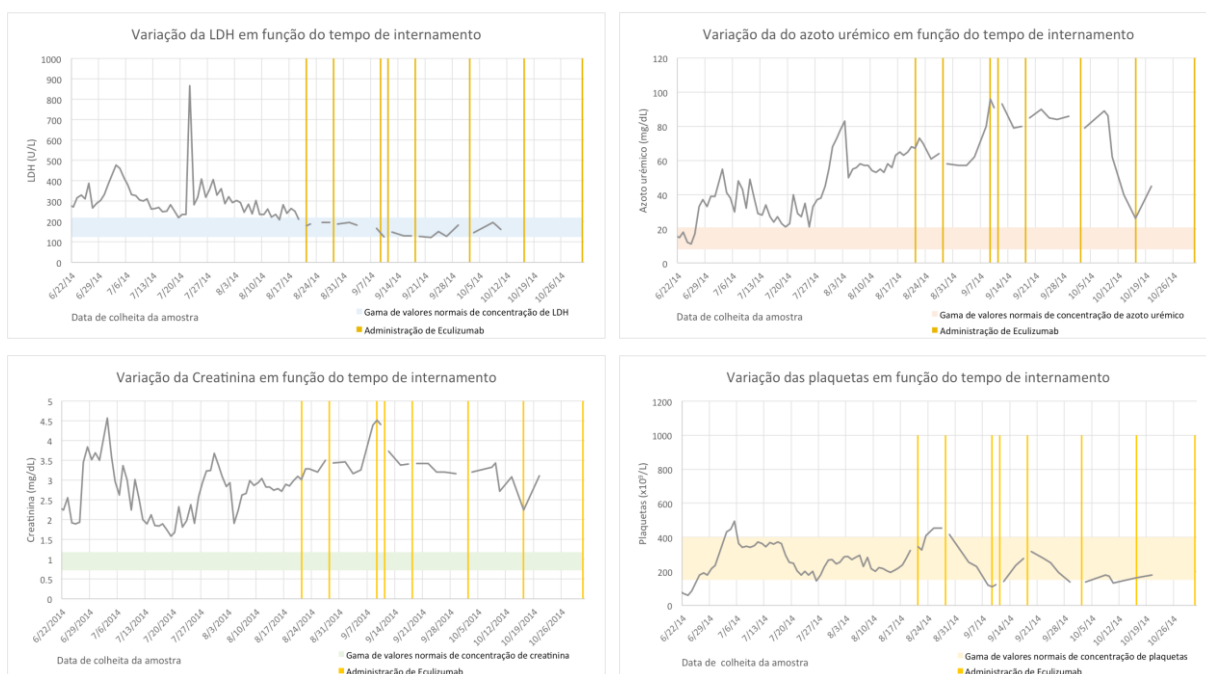 Variação da LDH em função do tempo de internamento
LDH (U/L)
1000
900
800
700
600
500
400
300
200
100
0
6/22/14 6/29/14 7/6/14 7/13/14 7/20/14 7/27/14 8/3/14 8/10/14 8/17/14 8/24/14 8/31/14 9/7/14 9/14/14 9/21/14 9/28/14 10/5/14 10/12/14 10/19/14 10/26/14
Data de colheita da amostra
Gama de valores normais de concentração de LDH
Administração de Eculizumab
Variação da do azoto urémico em função do tempo de internamento
Azoto urémico (mg/dL)
120
100
80
60
40
20
0
6/22/14 6/29/14 7/6/14 7/13/14 7/20/14 7/27/14 8/3/14 8/10/14 8/17/14 8/24/14 8/31/14 9/7/14 9/14/14 9/21/14 9/28/14 10/5/14 10/12/14 10/19/14 10/26/14
Data de colheita da amostra
Gama de valores normais de concentração de azoto urémico
Administração de Eculizumab
Variação da Creatinina em função do tempo de internamento
Creatinina (mg/dL)
5
4.5
4
3.5
3
2.5
2
1.5
1
0.5
0
6/22/2014 6/29/2014 7/6/2014 7/13/2014 7/20/2014 7/27/2014 8/3/2014 8/10/2014 8/17/2014 8/24/2014 8/31/2014 9/7/2014 9/14/2014 9/21/2014 9/28/2014 10/5/2014 10/12/2014 10/19/2014 10/26/2014
Data de colheita da amostra
Gama de valores normais de concentração de creatinina
Administração de Eculizumab
Variação das plaquetas em função do tempo de internamento
Plaquetas (x10⁹/L)
1200
1000
800
600
400
200
0
6/22/14 6/29/14 7/6/14 7/13/14 7/20/14 7/27/14 8/3/14 8/10/14 8/17/14 8/24/14 8/31/14 9/7/14 9/14/14 9/21/14 9/28/14 10/5/14 10/12/14 10/19/14 10/26/14
Data de colheita da amostra
Gama de valores normais de concentração de plaquetas
Administração de Eculizumab